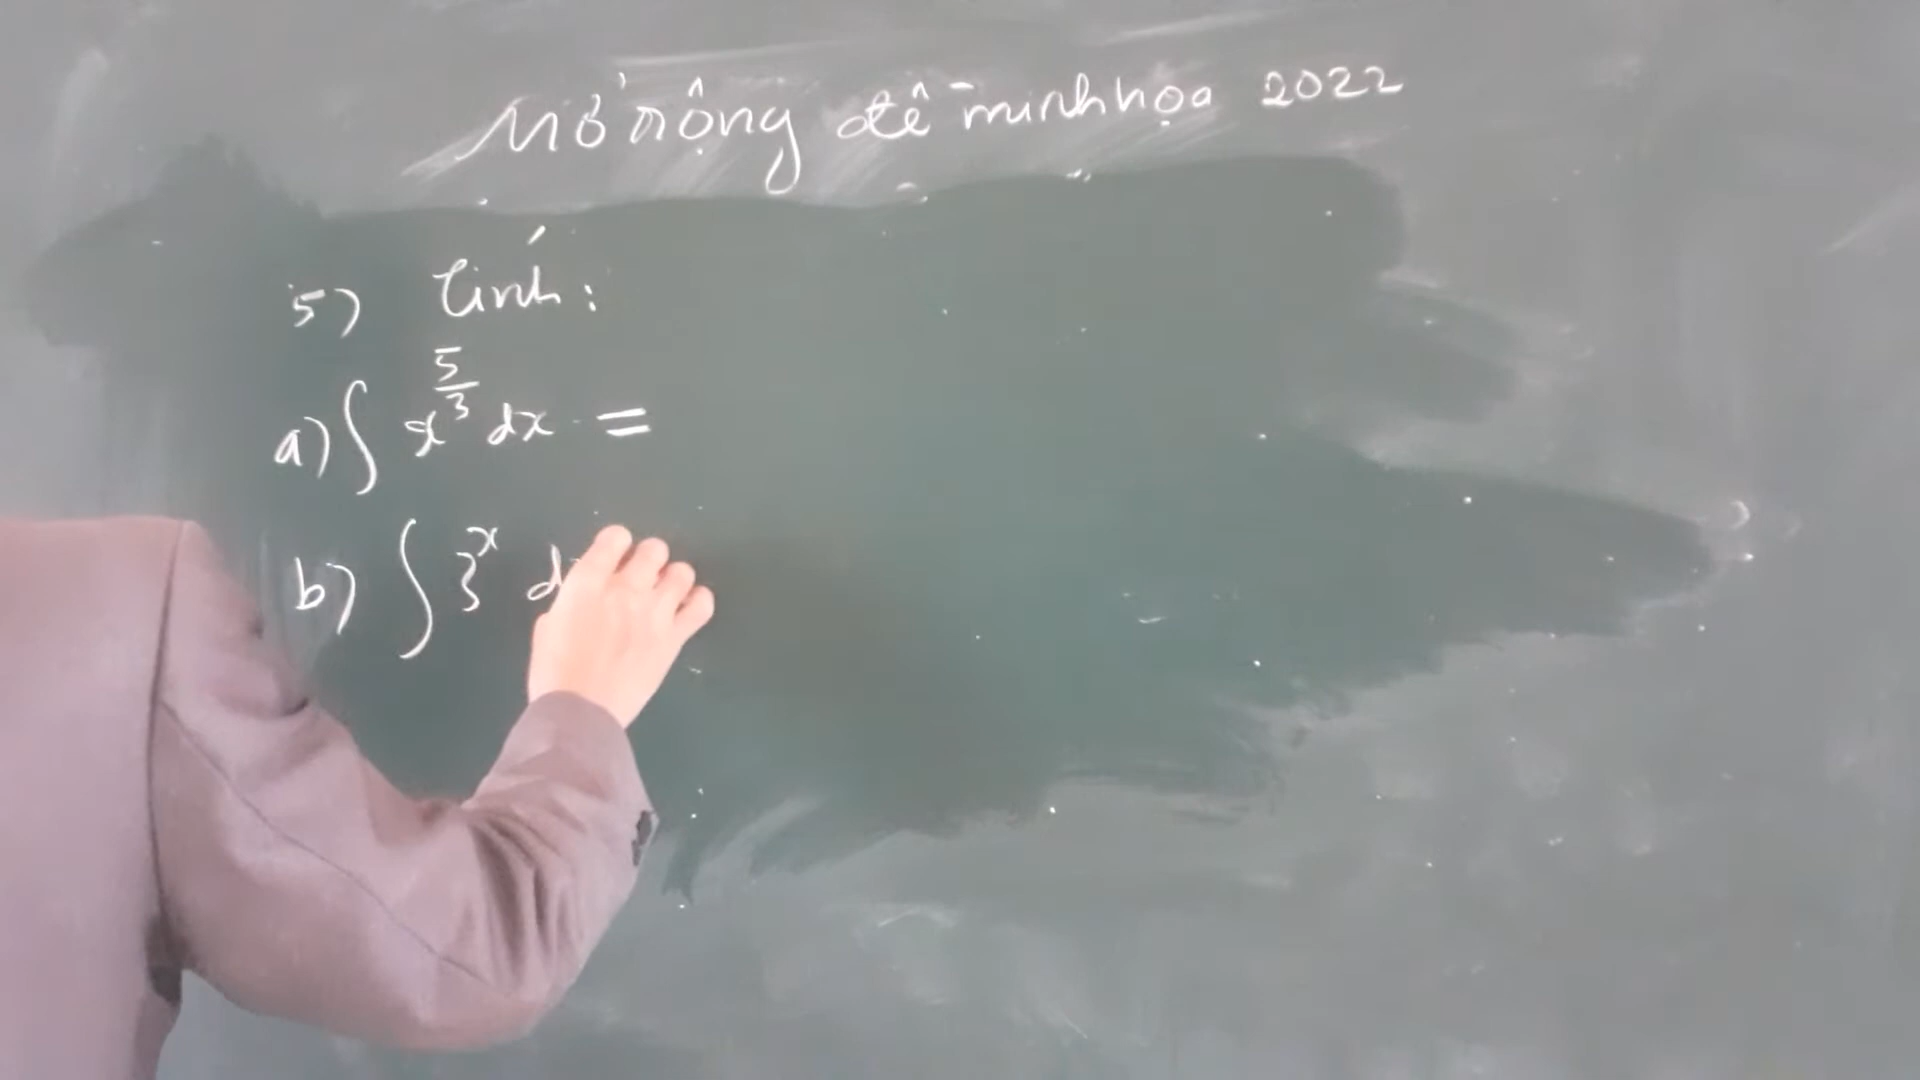 Mở rộng đề minh họa 2022
5) Tính:
a) ∫ x^{5/3} dx =
b) ∫ 3^x d